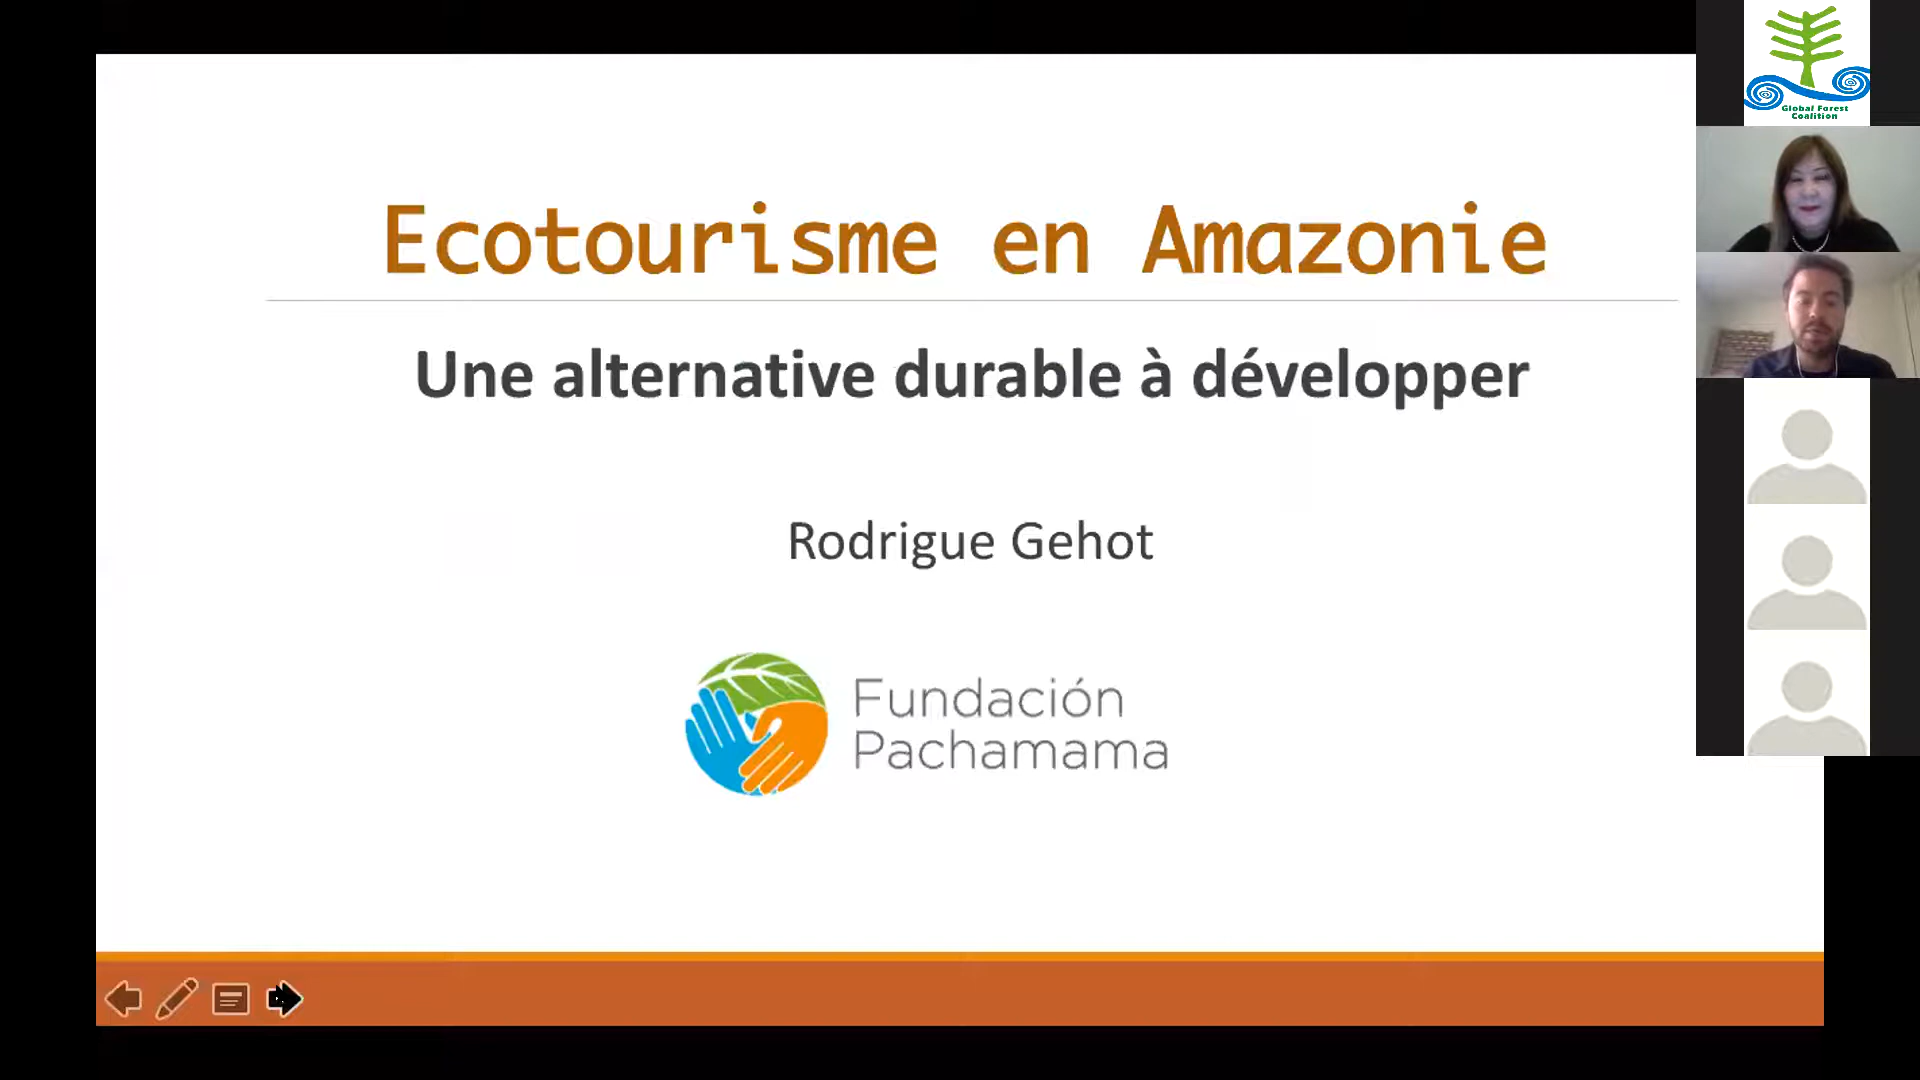 Ecotourisme en Amazonie
Une alternative durable à développer
Rodrigue Gehot
Fundación
Pachamama
Global Forest
Coalition